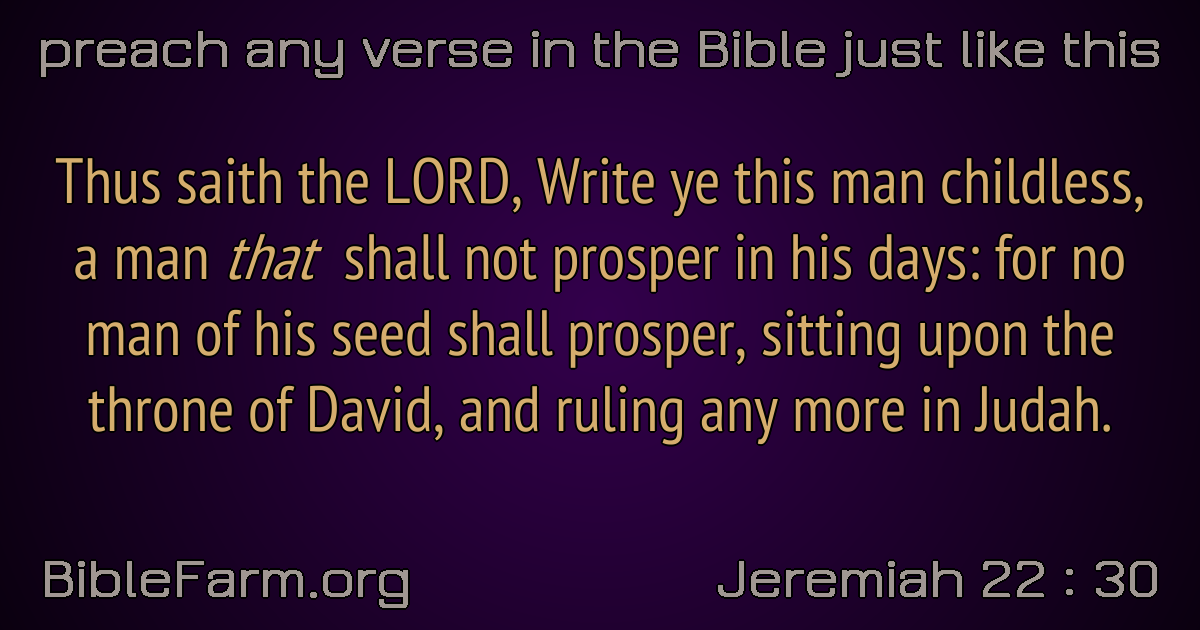 preach any verse in the Bible just like this
Thus saith the LORD, Write ye this man childless,
a man that shall not prosper in his days: for no
man of his seed shall prosper, sitting upon the
throne of David, and ruling any more in Judah.
BibleFarm.org
Jeremiah 22 : 30